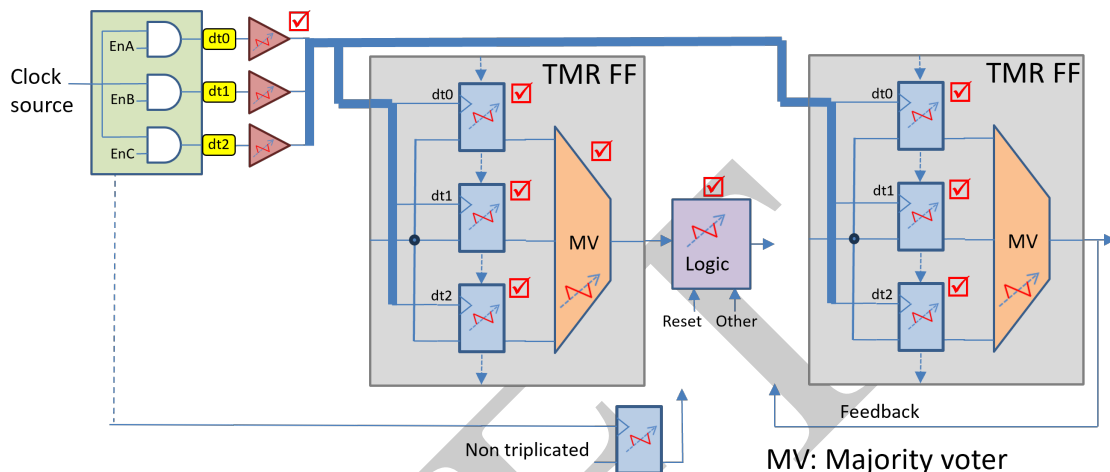 Clock
source
EnA
EnB
EnC
dt0
dt1
dt2
TMR FF
dt0
dt1
dt2
MV
Logic
Reset
Other
TMR FF
dt0
dt1
dt2
MV
Feedback
Non triplicated
MV: Majority voter